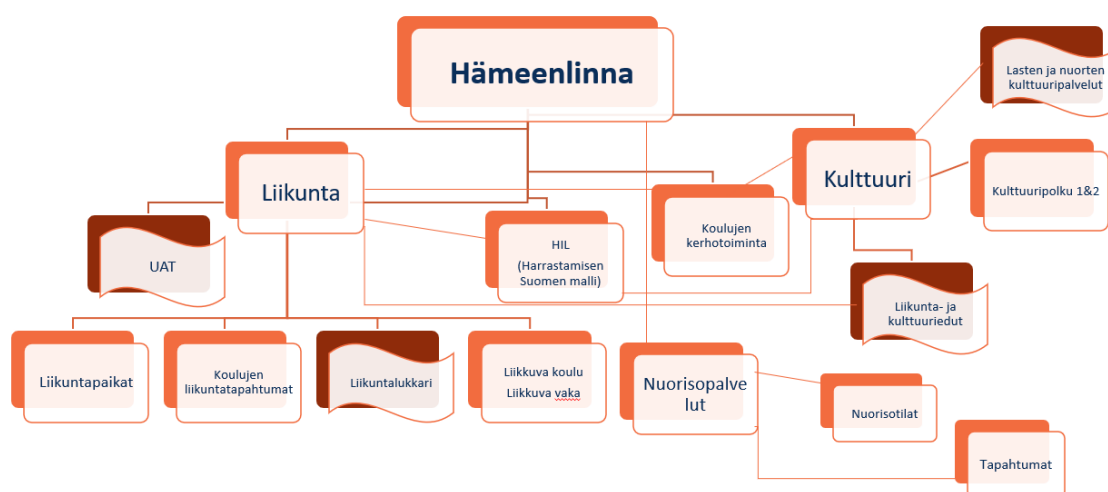 Hämeenlinna
Lasten ja nuorten
kulttuuripalvelut
Liikunta
Kulttuuri
Kulttuuripolku 1&2
Koulujen
kerhotoiminta
HIL
(Harrastamisen
Suomen malli)
UAT
Liikunta- ja
kulttuuriedut
Liikuntapaikat
Koulujen
liikuntatapahtumat
Liikuntalukkari
Liikkuva koulu
Liikkuva vaka
Nuorisopalve
lut
Nuorisotilat
Tapahtumat